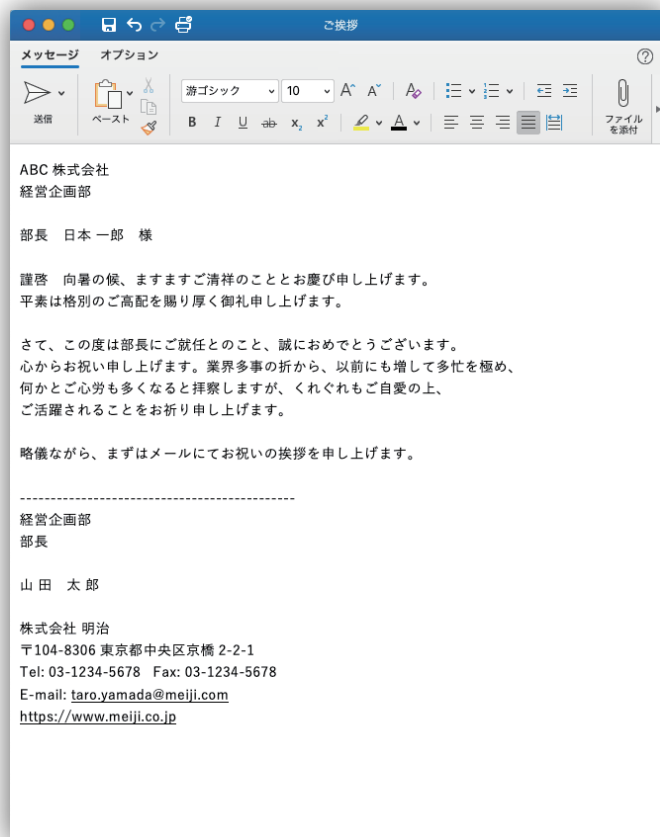 ご挨拶
メッセージ　オプション
游ゴシック 10
送信 ペースト B I U ab x₂ x² A ファイルを添付
ABC 株式会社
経営企画部
部長　日本 一郎　様
謹啓　向暑の候、ますますご清祥のこととお慶び申し上げます。
平素は格別のご高配を賜り厚く御礼申し上げます。
さて、この度は部長にご就任とのこと、誠におめでとうございます。
心からお祝い申し上げます。業界多事の折から、以前にも増して多忙を極め、
何かとご心労も多くなると拝察しますが、くれぐれもご自愛の上、
ご活躍されることをお祈り申し上げます。
略儀ながら、まずはメールにてお祝いの挨拶を申し上げます。
---------------------------------------------
経営企画部
部長
山 田　太 郎
株式会社 明治
〒104-8306 東京都中央区京橋 2-2-1
Tel: 03-1234-5678　Fax: 03-1234-5678
E-mail: taro.yamada@meiji.com
https://www.meiji.co.jp